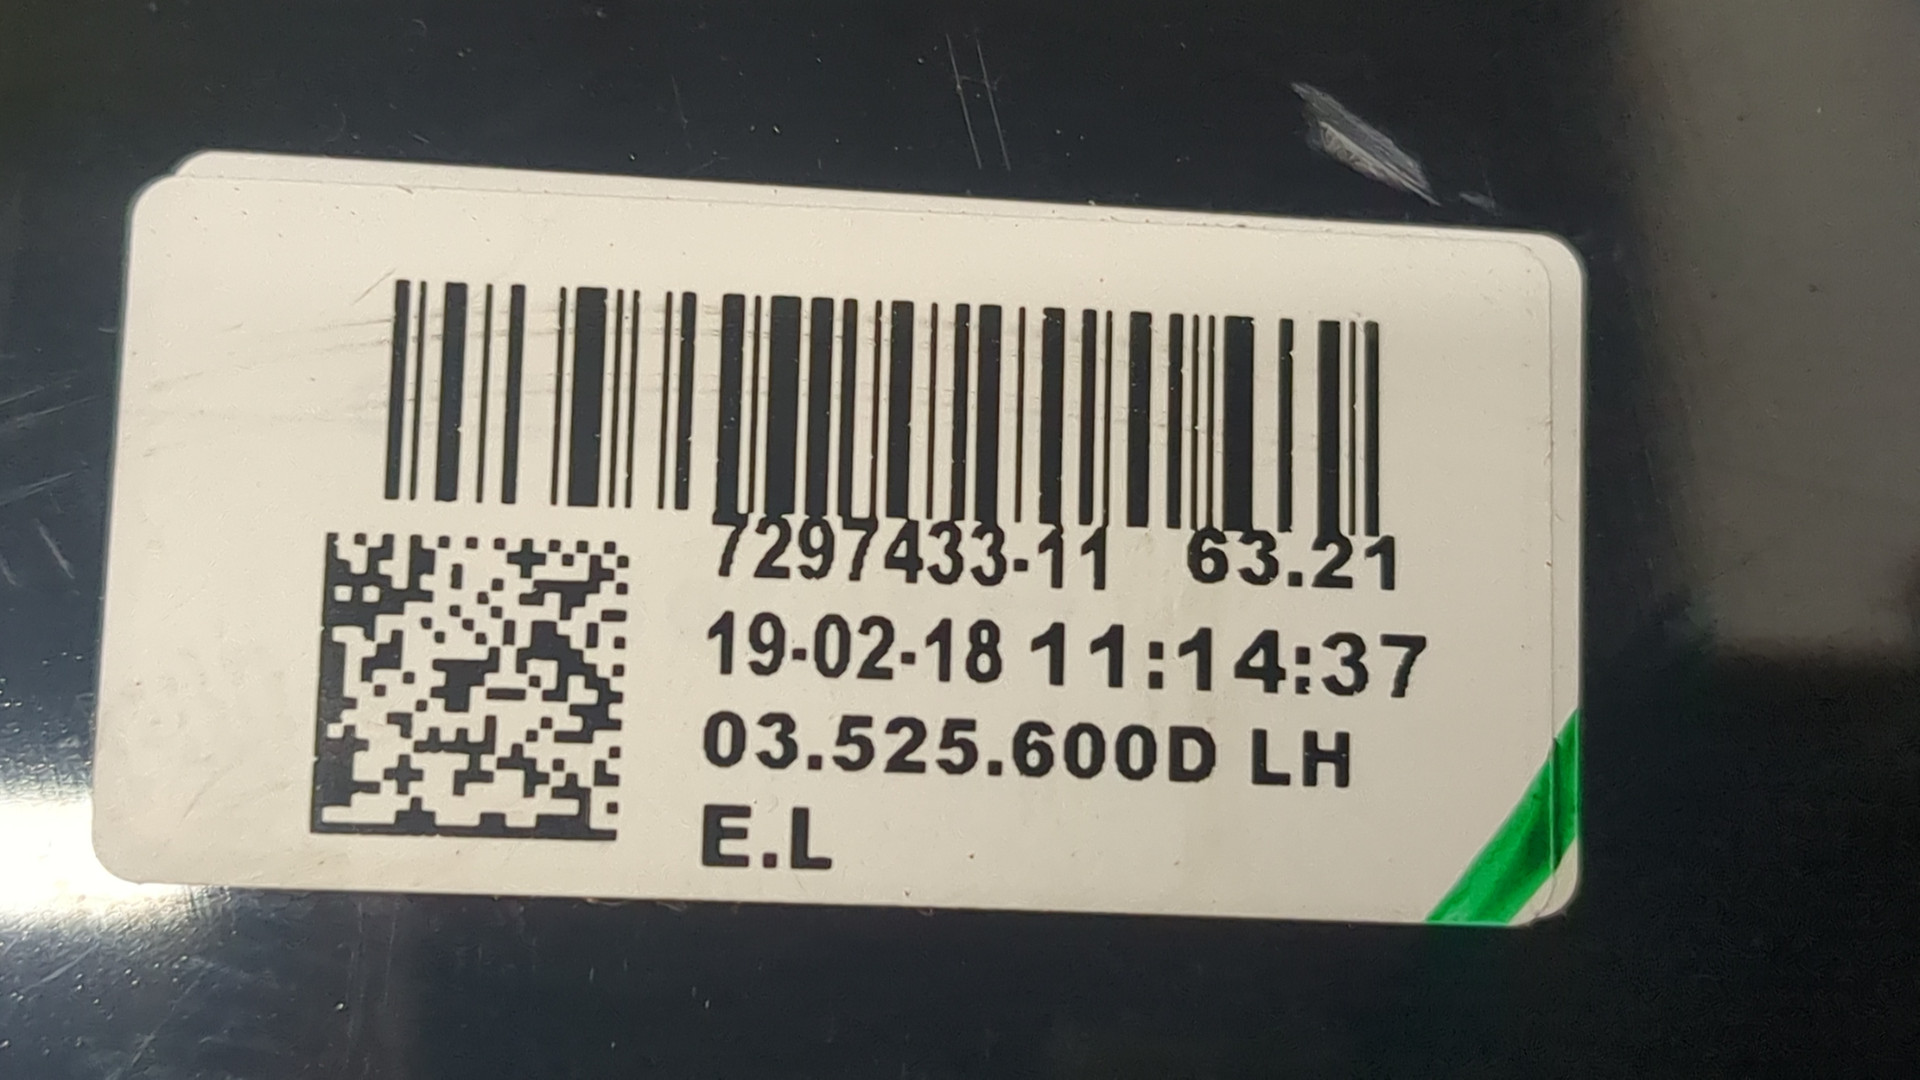 7297433-11 63.21
19-02-18 11:14:37
03.525.600D LH
E.L